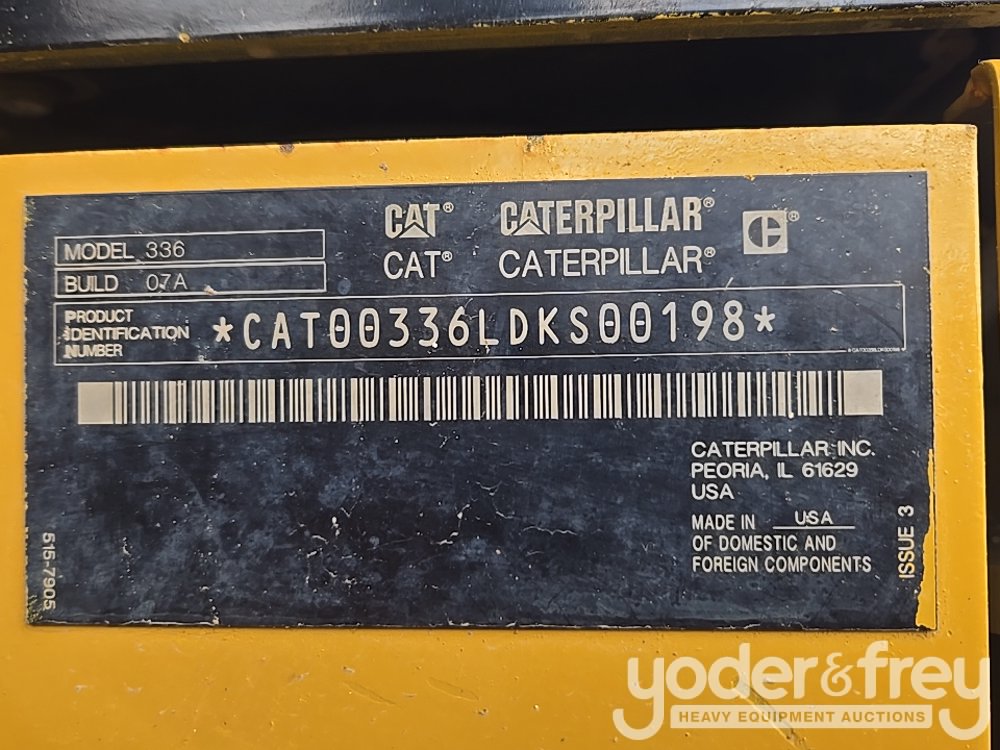 CAT® CATERPILLAR® C®
CAT® CATERPILLAR®
MODEL 336
BUILD 07A
PRODUCT
IDENTIFICATION
NUMBER
*CAT00336LDKS00198*
CATERPILLAR INC.
PEORIA, IL 61629
USA
MADE IN USA
OF DOMESTIC AND
FOREIGN COMPONENTS
515-7905
ISSUE 3
yoder&frey
HEAVY EQUIPMENT AUCTIONS